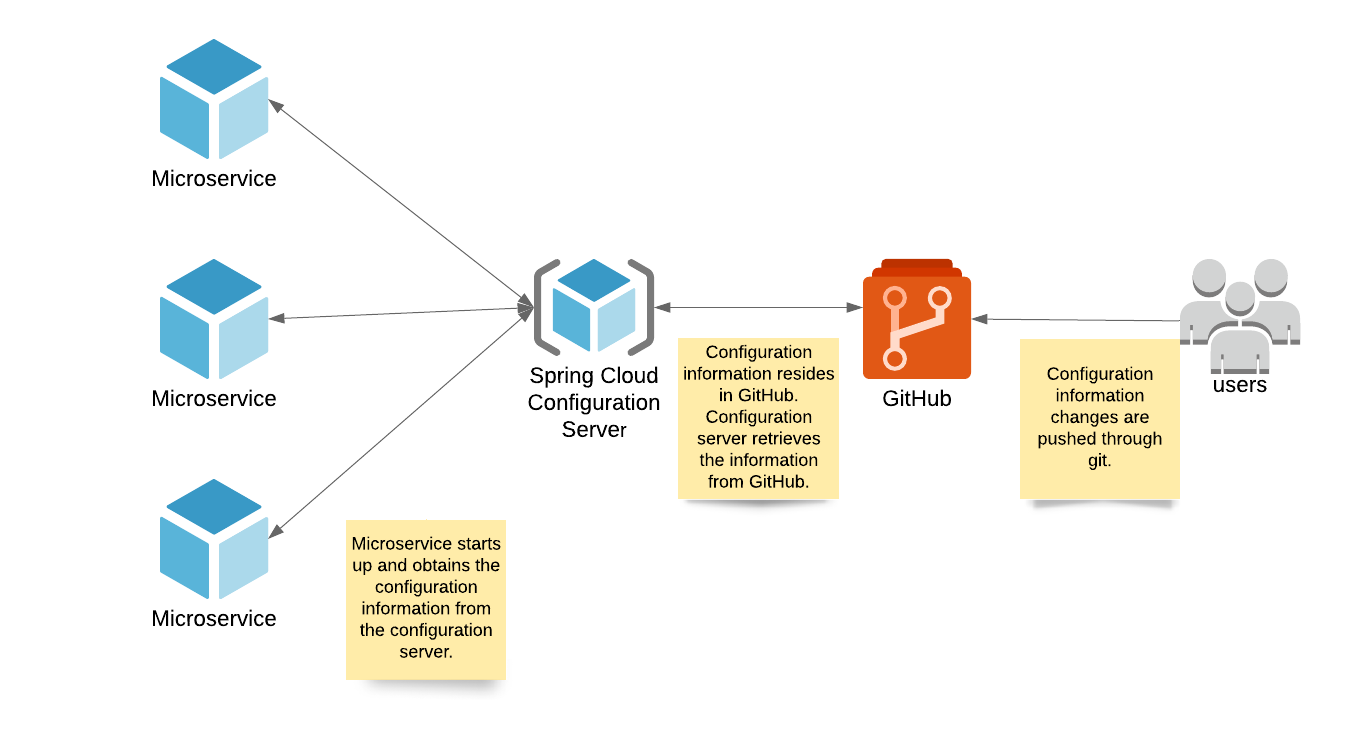 Microservice
Microservice
Microservice
Microservice starts
up and obtains the
configuration
information from
the configuration
server.
Spring Cloud
Configuration
Server
Configuration
information resides
in GitHub.
Configuration
server retrieves
the information
from GitHub.
GitHub
Configuration
information
changes are
pushed through
git.
users